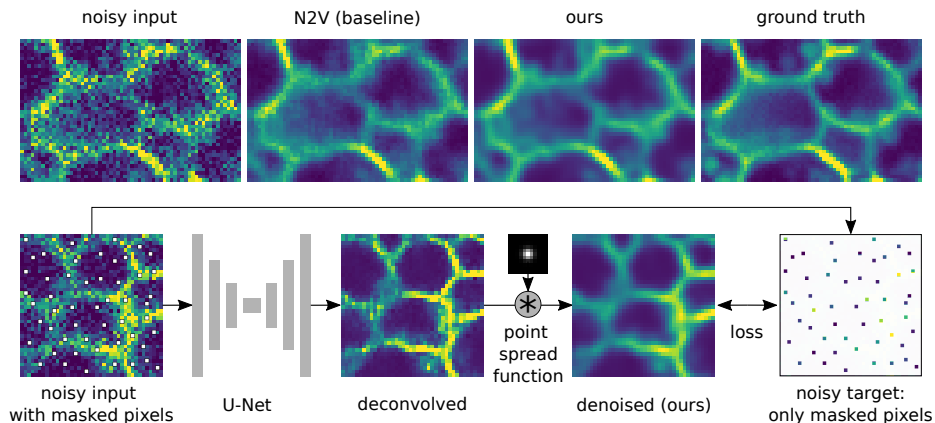 noisy input
N2V (baseline)
ours
ground truth
noisy input
with masked pixels
U-Net
deconvolved
point
spread
function
denoised (ours)
loss
noisy target:
only masked pixels